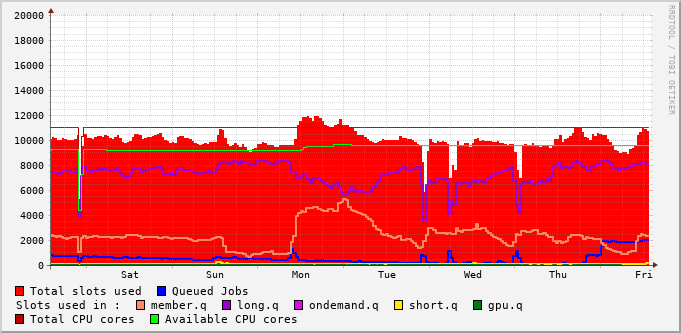 20000
18000
16000
14000
12000
10000
8000
6000
4000
2000
0
Sat Sun Mon Tue Wed Thu Fri
RRDTOOL / TOBI OETIKER
Total slots used Queued Jobs
Slots used in : member.q long.q ondemand.q short.q gpu.q
Total CPU cores Available CPU cores